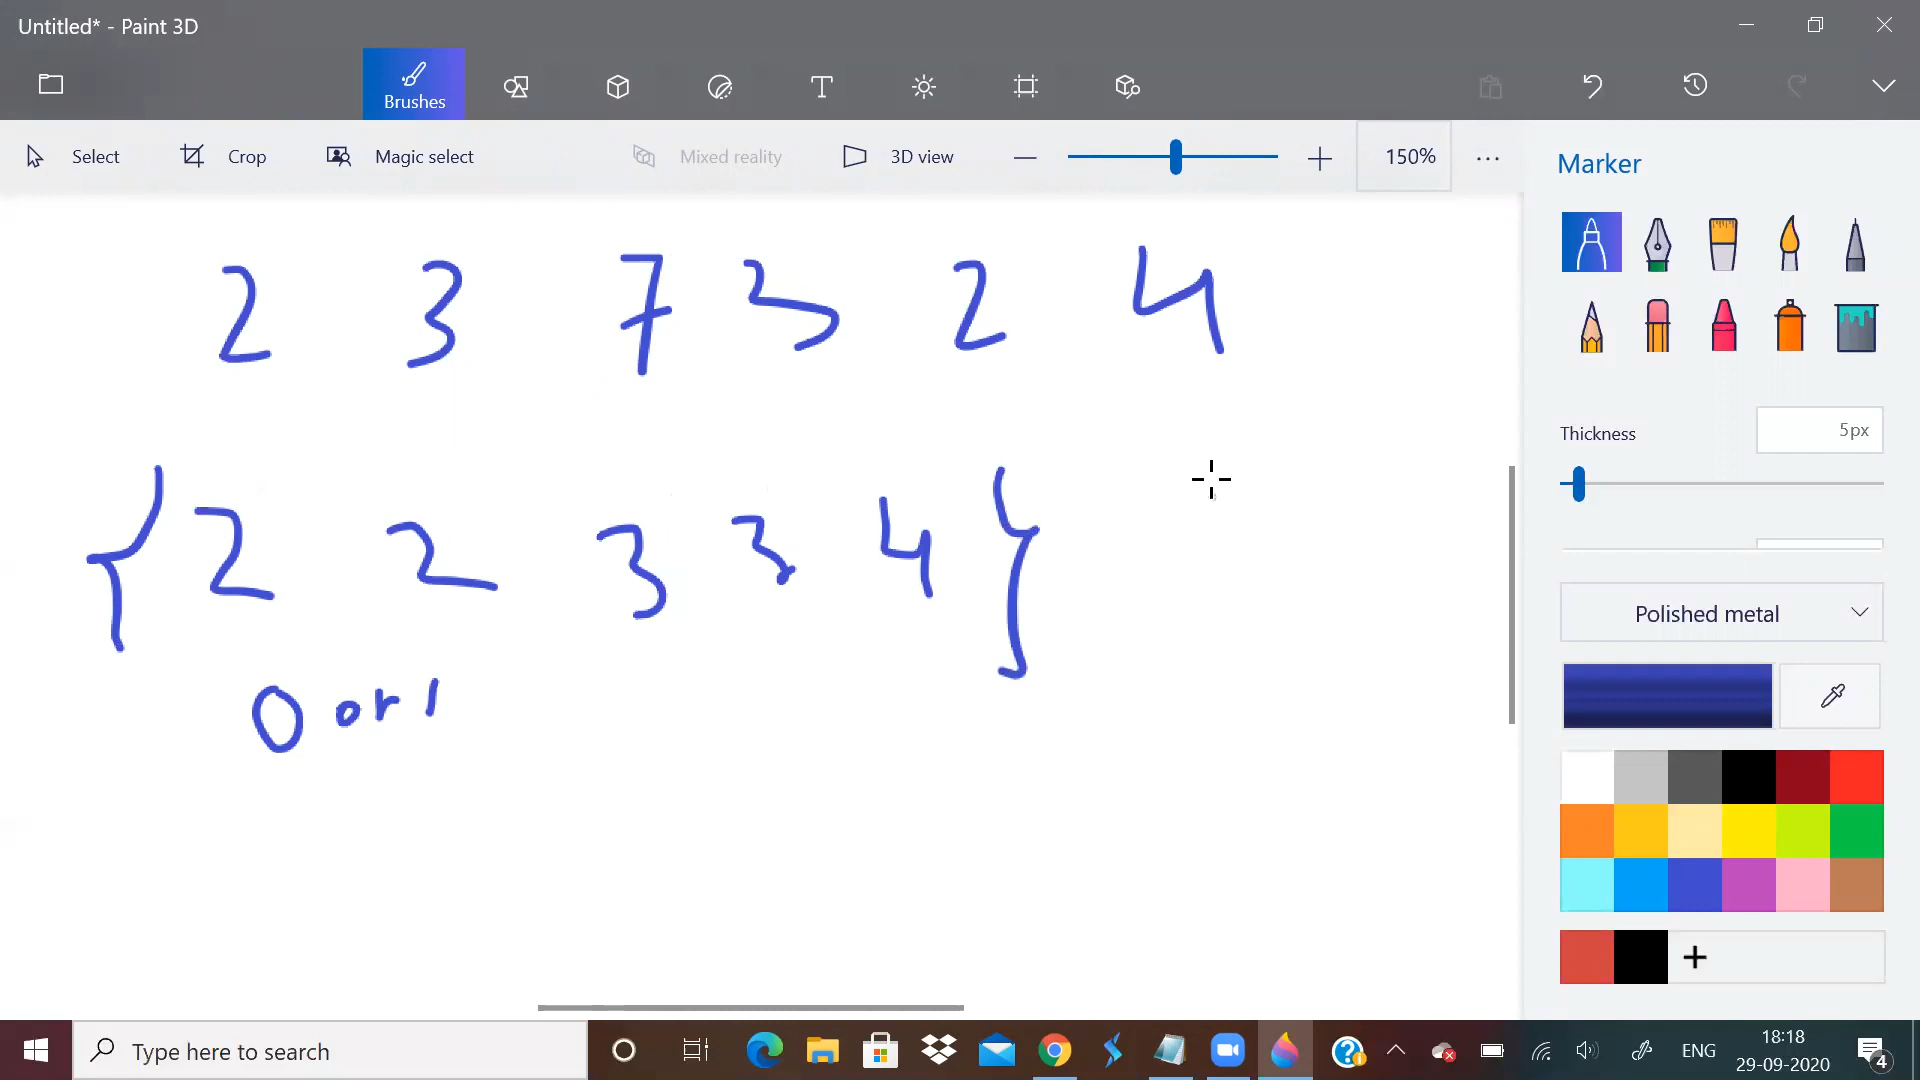 Untitled* - Paint 3D
Brushes
Select
Crop
Magic select
Mixed reality
3D view
150%
Marker
2 3 7 3 2 4
Thickness
5px
{ 2 2 3 3 4 }
Polished metal
0 or 1
Type here to search
ENG
18:18
29-09-2020
4